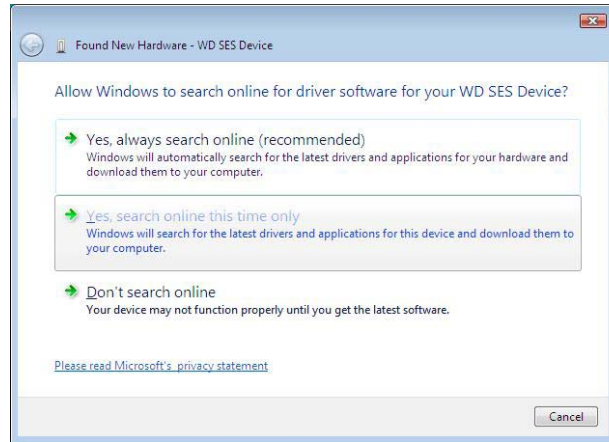 Found New Hardware - WD SES Device
Allow Windows to search online for driver software for your WD SES Device?
Yes, always search online (recommended)
Windows will automatically search for the latest drivers and applications for your hardware and
download them to your computer.
Yes, search online this time only
Windows will search for the latest drivers and applications for this device and download them to
your computer.
Don't search online
Your device may not function properly until you get the latest software.
Please read Microsoft's privacy statement
Cancel